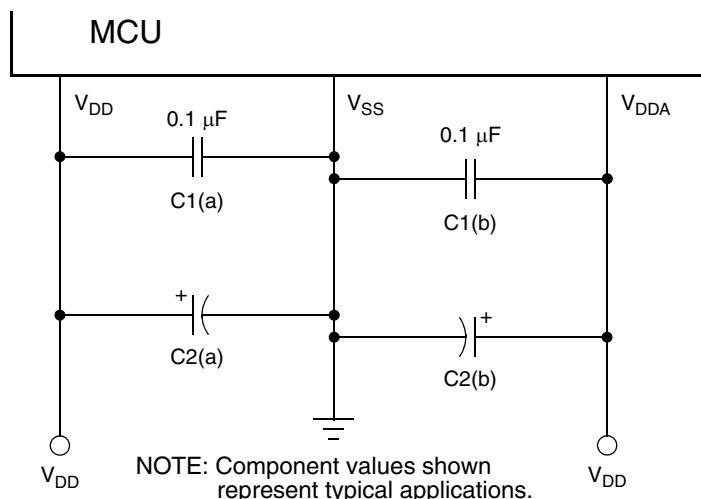 MCU
VDD
VSS
VDDA
0.1 μF
0.1 μF
C1(a)
C1(b)
+
+
C2(a)
C2(b)
VDD
VDD
NOTE: Component values shown
represent typical applications.